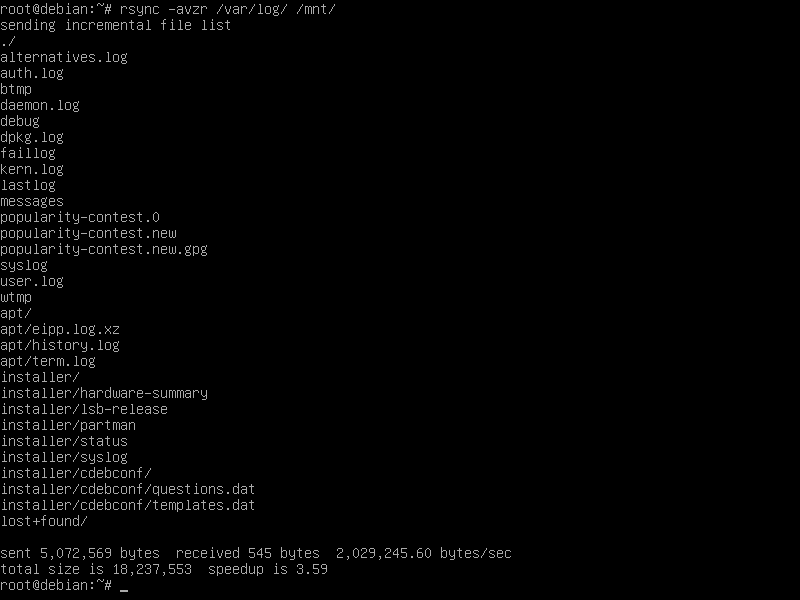 root@debian:~# rsync -avzr /var/log/ /mnt/
sending incremental file list
./
alternatives.log
auth.log
btmp
daemon.log
debug
dpkg.log
faillog
kern.log
lastlog
messages
popularity-contest.0
popularity-contest.new
popularity-contest.new.gpg
syslog
user.log
wtmp
apt/
apt/eipp.log.xz
apt/history.log
apt/term.log
installer/
installer/hardware-summary
installer/lsb-release
installer/partman
installer/status
installer/syslog
installer/cdebconf/
installer/cdebconf/questions.dat
installer/cdebconf/templates.dat
lost+found/

sent 5,072,569 bytes  received 545 bytes  2,029,245.60 bytes/sec
total size is 18,237,553  speedup is 3.59
root@debian:~# _